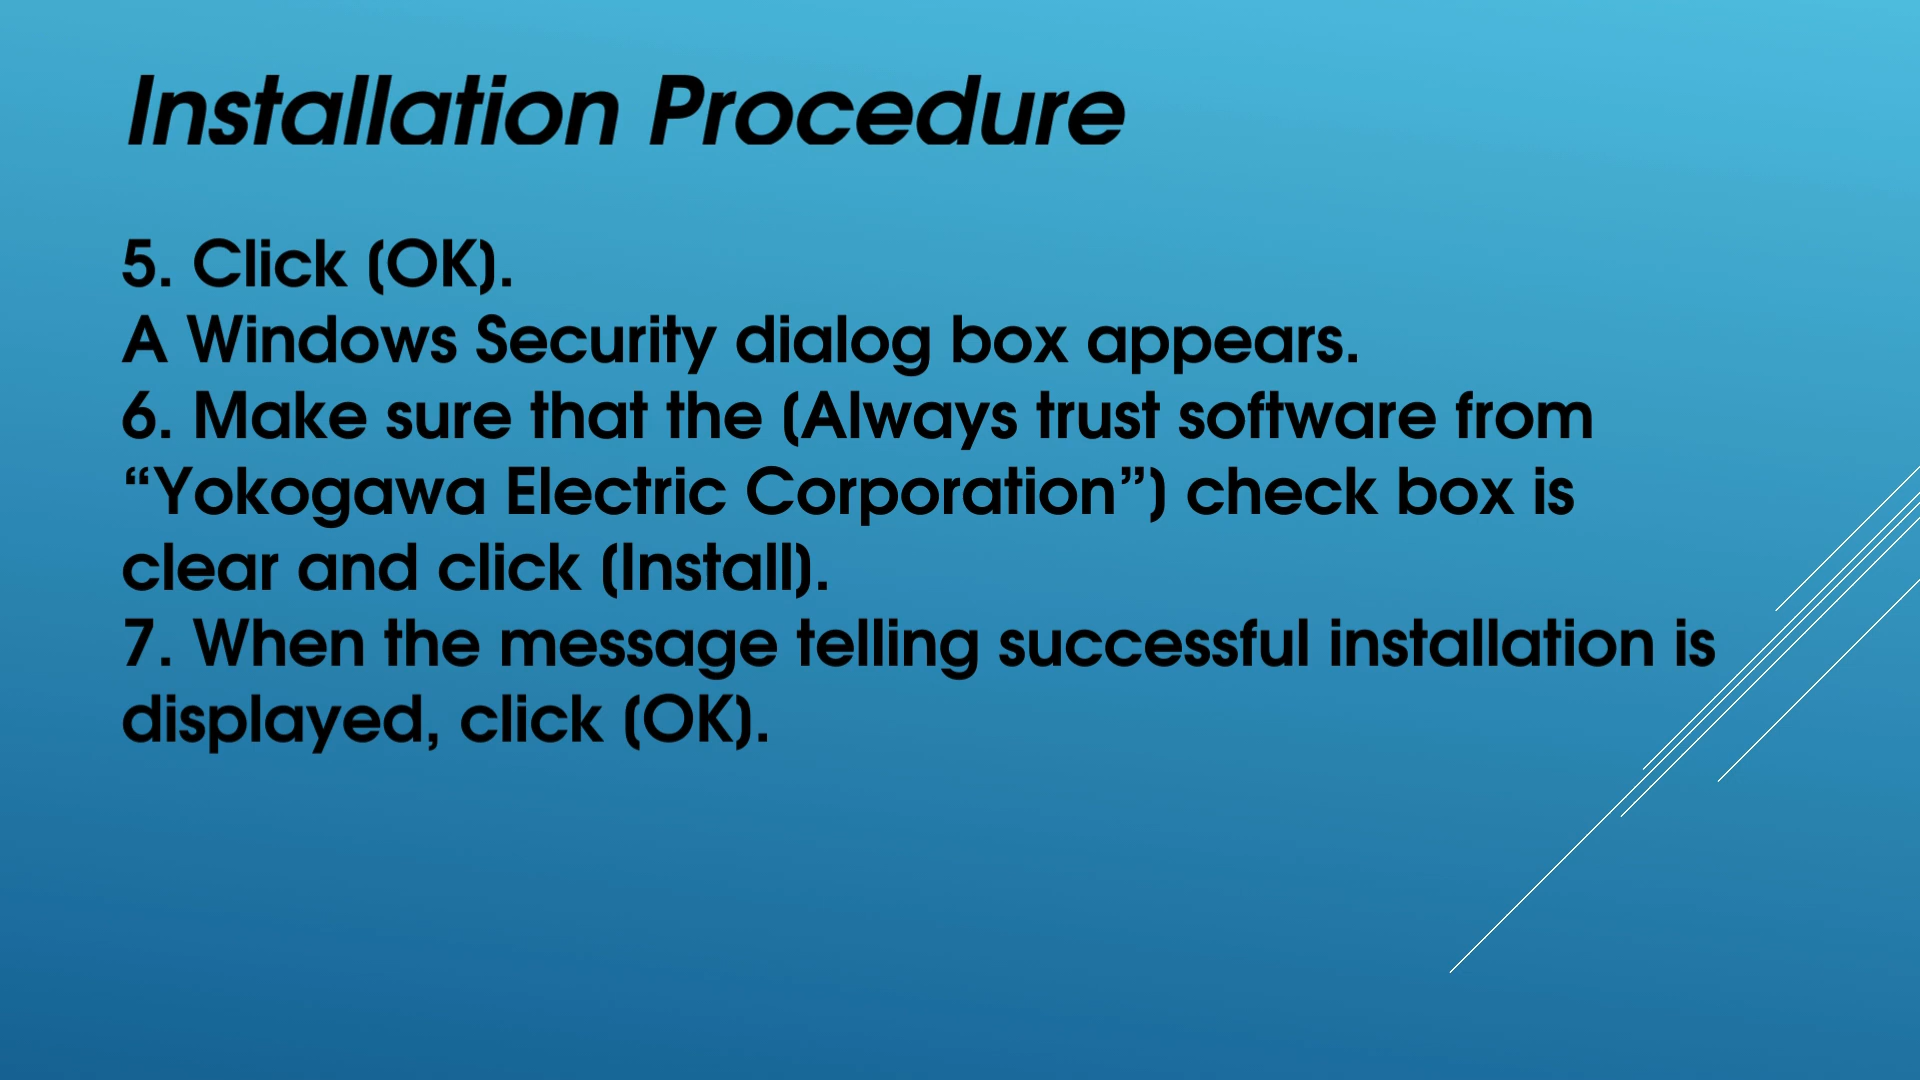 Installation Procedure
5. Click (OK).
A Windows Security dialog box appears.
6. Make sure that the (Always trust software from
“Yokogawa Electric Corporation”) check box is
clear and click (Install).
7. When the message telling successful installation is
displayed, click (OK).